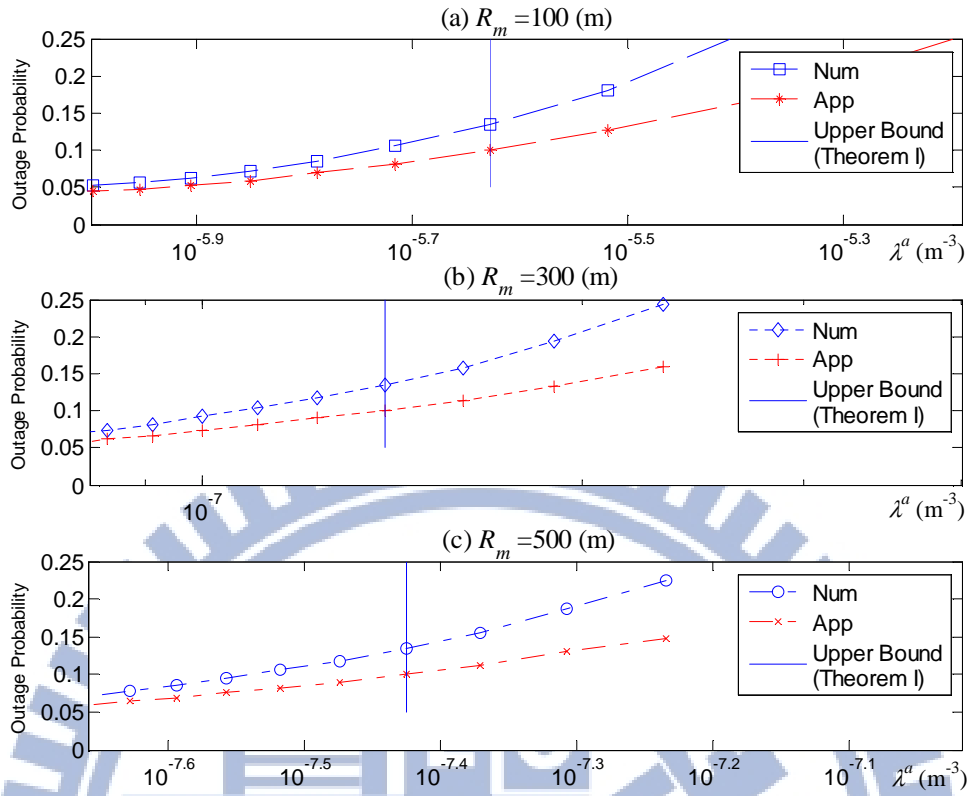 (a) R_m =100 (m)
Outage Probability
0.25
0.2
0.15
0.1
0.05
0
Num
App
Upper Bound
(Theorem I)
10^-5.9
10^-5.7
10^-5.5
10^-5.3
λ^a (m^-3)
(b) R_m =300 (m)
Outage Probability
0.25
0.2
0.15
0.1
0.05
0
Num
App
Upper Bound
(Theorem I)
10^-7
λ^a (m^-3)
(c) R_m =500 (m)
Outage Probability
0.25
0.2
0.15
0.1
0.05
0
Num
App
Upper Bound
(Theorem I)
10^-7.6
10^-7.5
10^-7.4
10^-7.3
10^-7.2
10^-7.1
λ^a (m^-3)